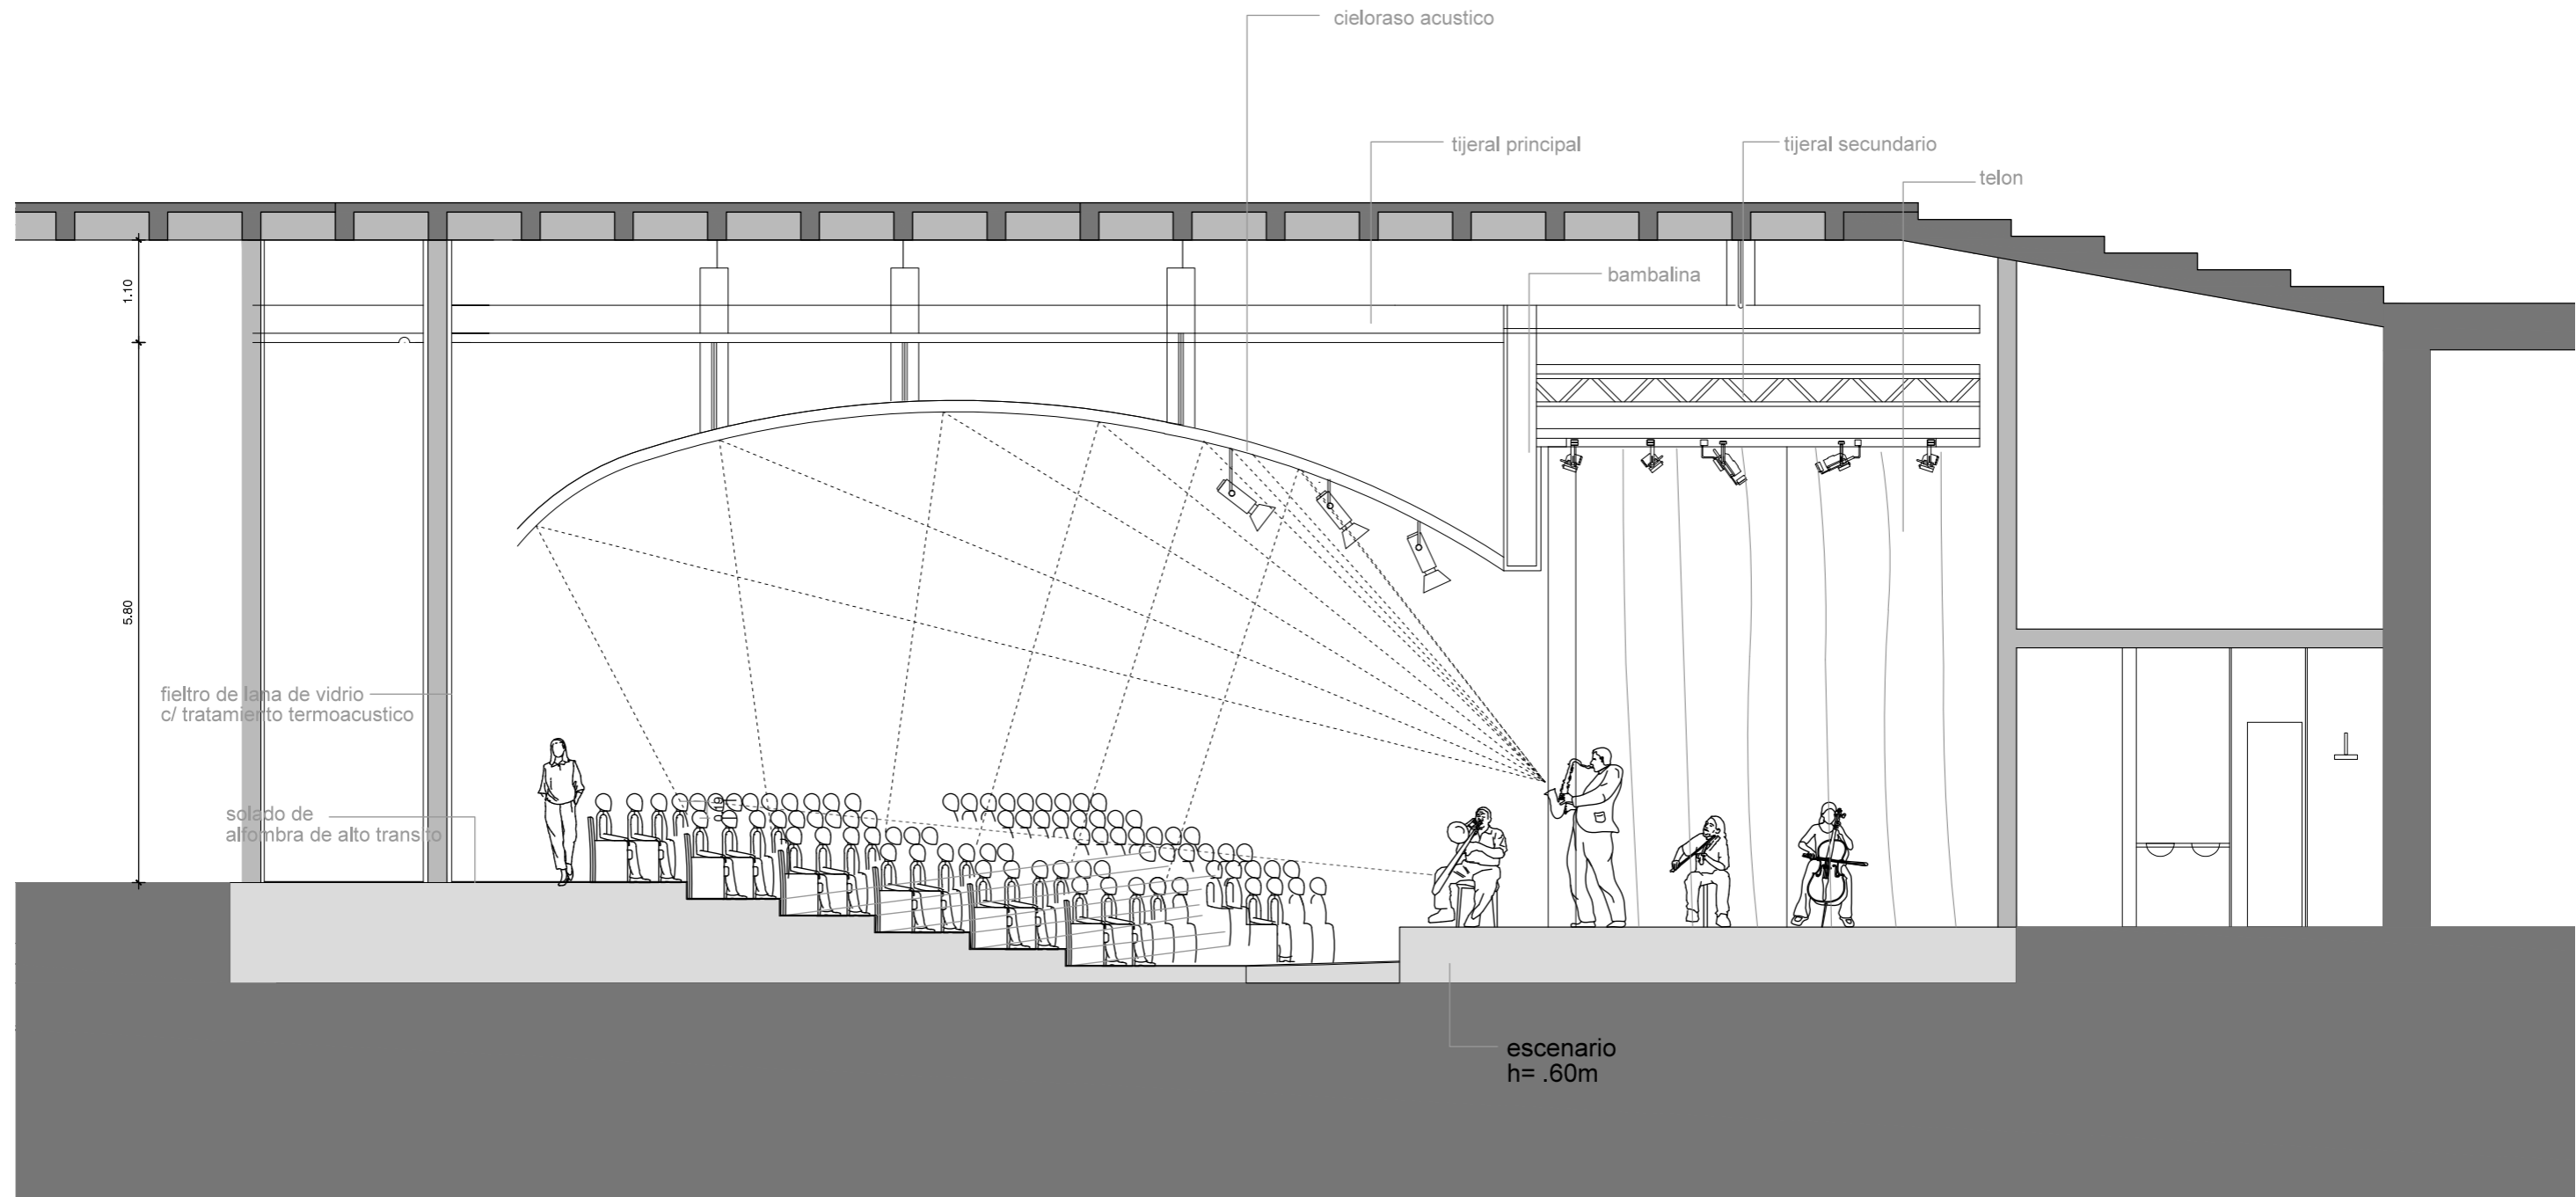 cieloraso acustico
tijeral principal
tijeral secundario
telon
bambalina
1.10
5.80
fieltro de lana de vidrio
c/ tratamiento termoacustico
solado de
alfombra de alto transito
escenario
h= .60m